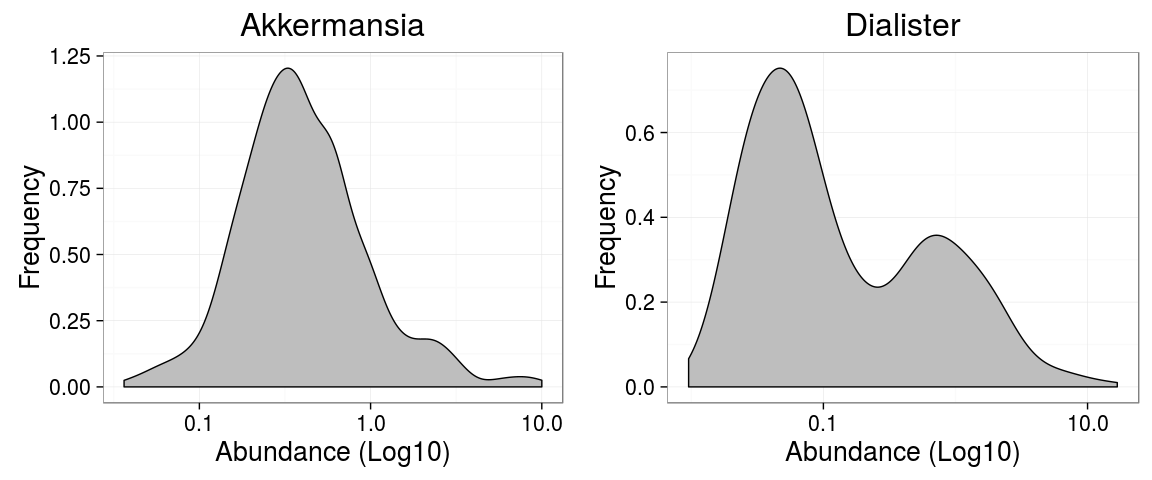 Akkermansia
Frequency
1.25
1.00
0.75
0.50
0.25
0.00
0.1 1.0 10.0
Abundance (Log10)
Dialister
Frequency
0.6
0.4
0.2
0.0
0.1 10.0
Abundance (Log10)